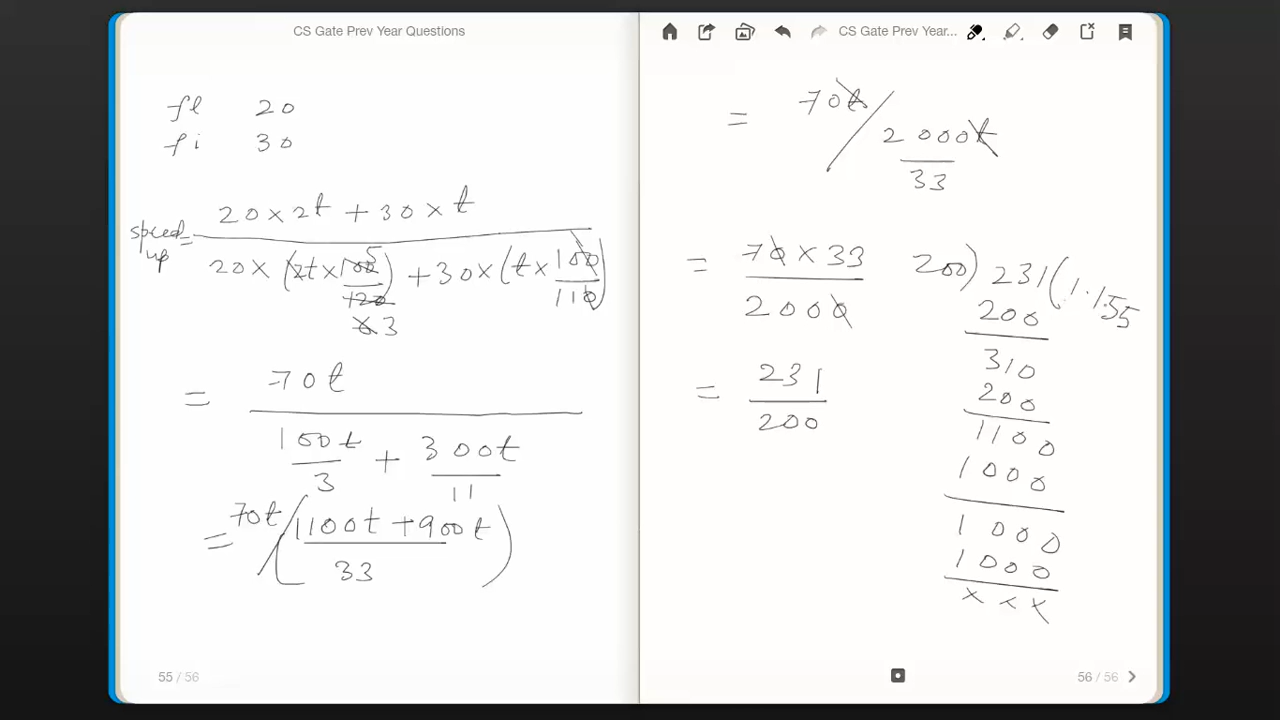 CS Gate Prev Year Questions
fl 20
fi 30
speed up = (20 × 2t + 30 × t) / (20 × (2t × 100/120) + 30 × (t × 100/110))
5
6 3
= 70t / (100t/3 + 300t/11)
= 70t / ((1100t + 900t) / 33)
55 / 56
CS Gate Prev Year...
= 70t / (2000t / 33)
= 70 × 33 / 2000
= 231 / 200
200) 231 (1.155
200
310
200
1100
1000
1000
1000
× × ×
56 / 56